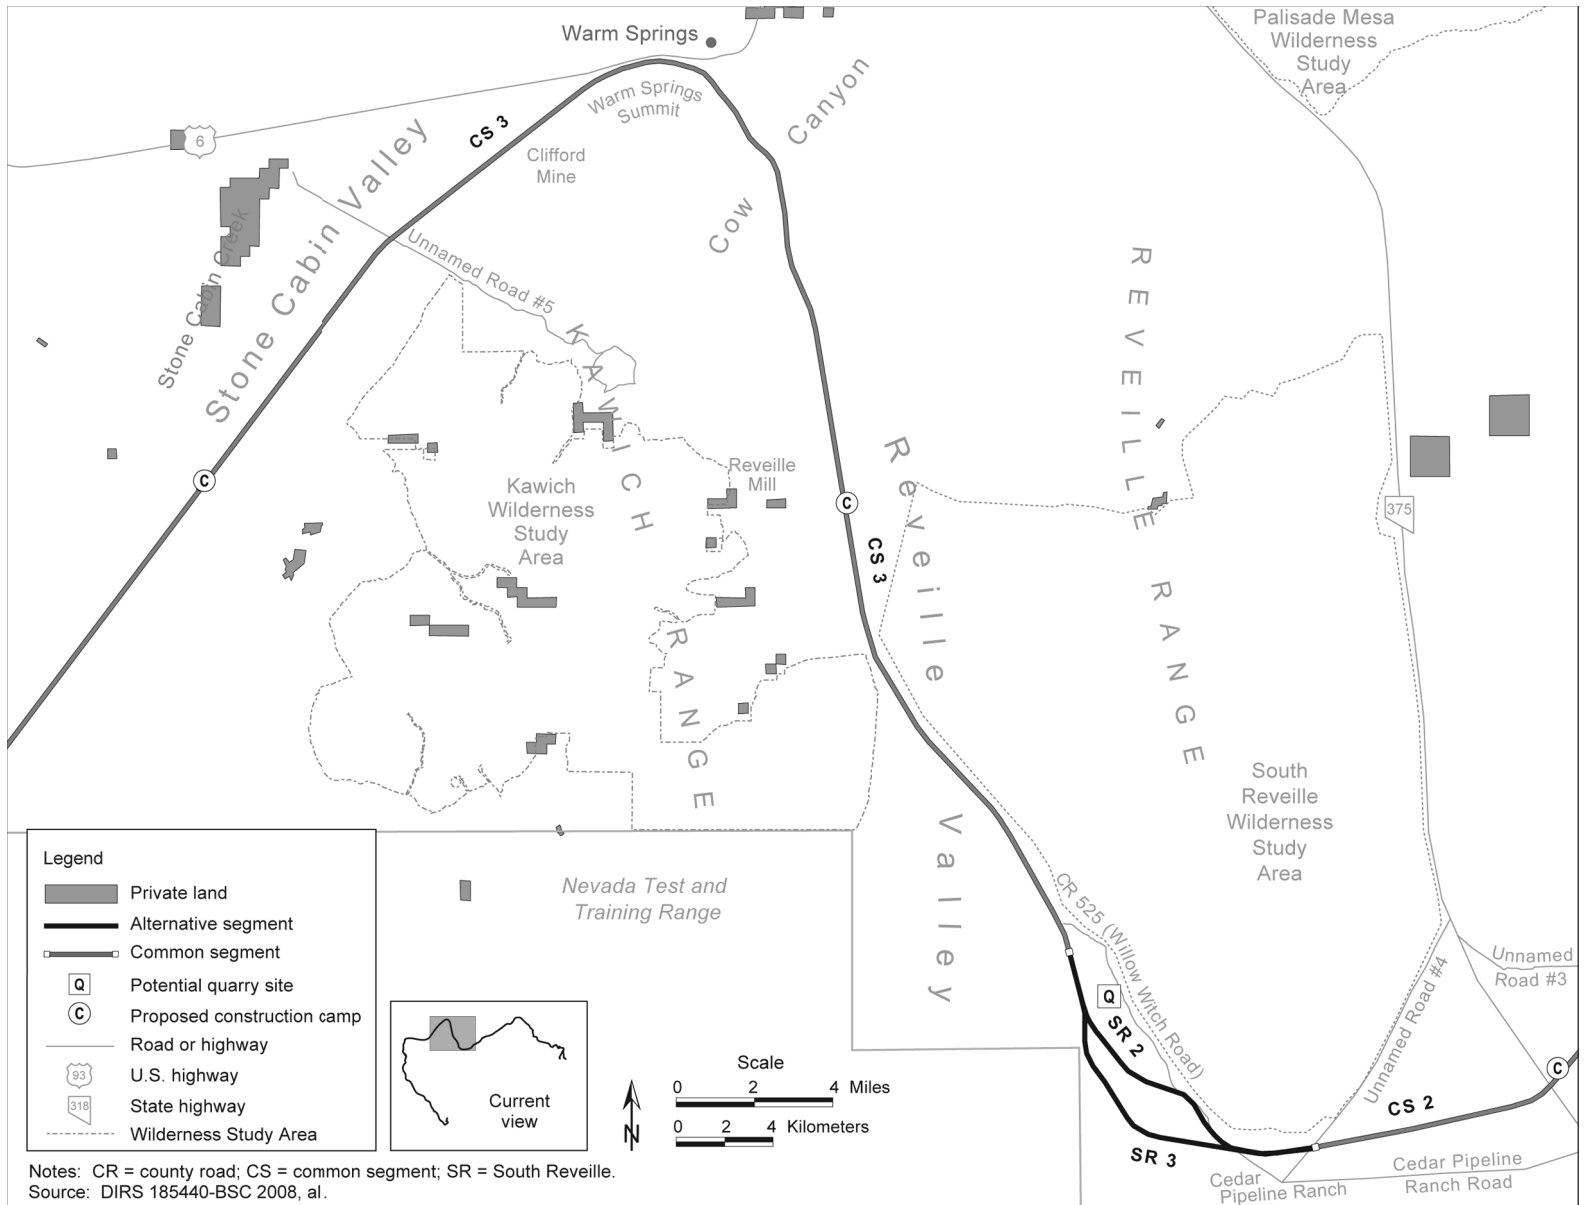 Warm Springs
Palisade Mesa
Wilderness
Study
Area
6
CS 3
Warm Springs
Summit
Canyon
Clifford
Mine
Cow
Stone Cabin Valley
Stone Cabin Creek
Unnamed Road #5
KAWICH
RANGE
REVEILLE
RANGE
Reveille
Mill
Kawich
Wilderness
Study
Area
C
C
CS 3
Reveille
Valley
375
South
Reveille
Wilderness
Study
Area
Nevada Test and
Training Range
CR 525 (Willow Witch Road)
Unnamed
Road #3
Unnamed Road #4
Q
SR 2
SR 3
CS 2
C
Cedar
Pipeline Ranch
Cedar Pipeline
Ranch Road
Legend
Private land
Alternative segment
Common segment
Q Potential quarry site
C Proposed construction camp
Road or highway
93 U.S. highway
318 State highway
Wilderness Study Area
Current
view
N
Scale
0 2 4 Miles
0 2 4 Kilometers
Notes: CR = county road; CS = common segment; SR = South Reveille.
Source: DIRS 185440-BSC 2008, al.